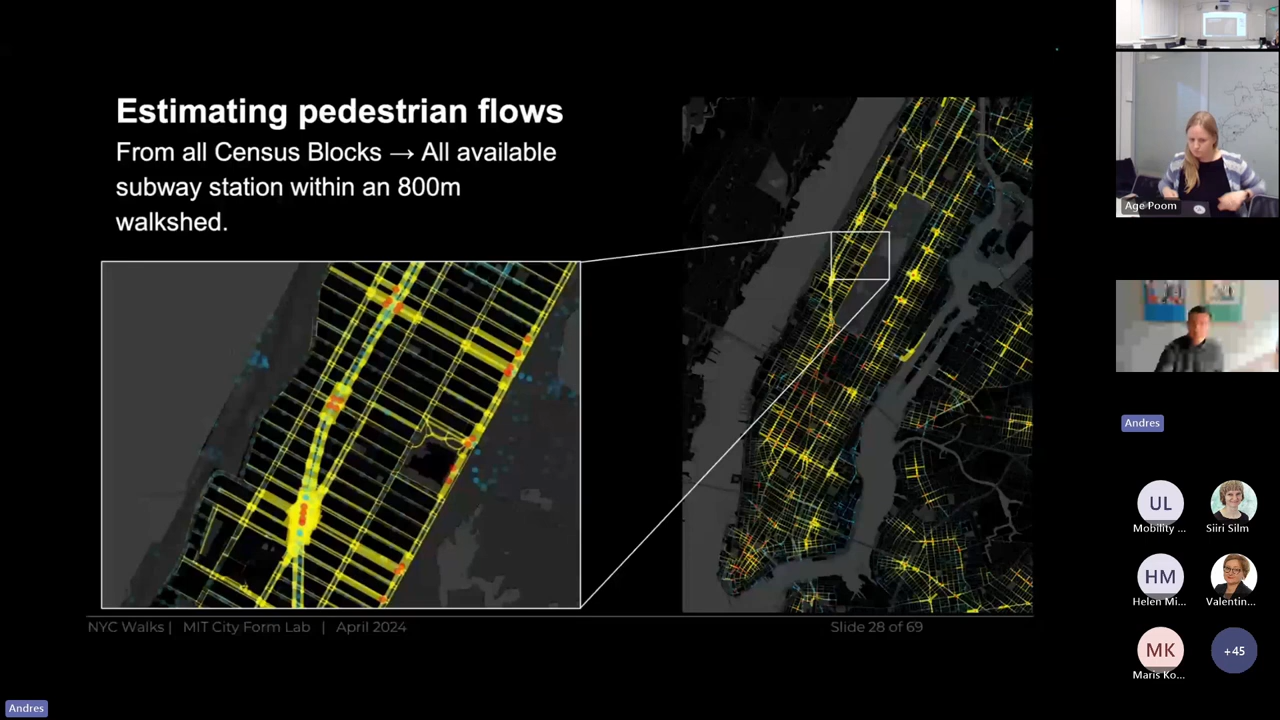 Estimating pedestrian flows
From all Census Blocks → All available
subway station within an 800m
walkshed.
NYC Walks | MIT City Form Lab | April 2024
Slide 28 of 69
Andres
Age Poom
Andres
UL
Mobility ...
Siiri Silm
HM
Helen Mi...
Valentin...
MK
Maris Ko...
+45